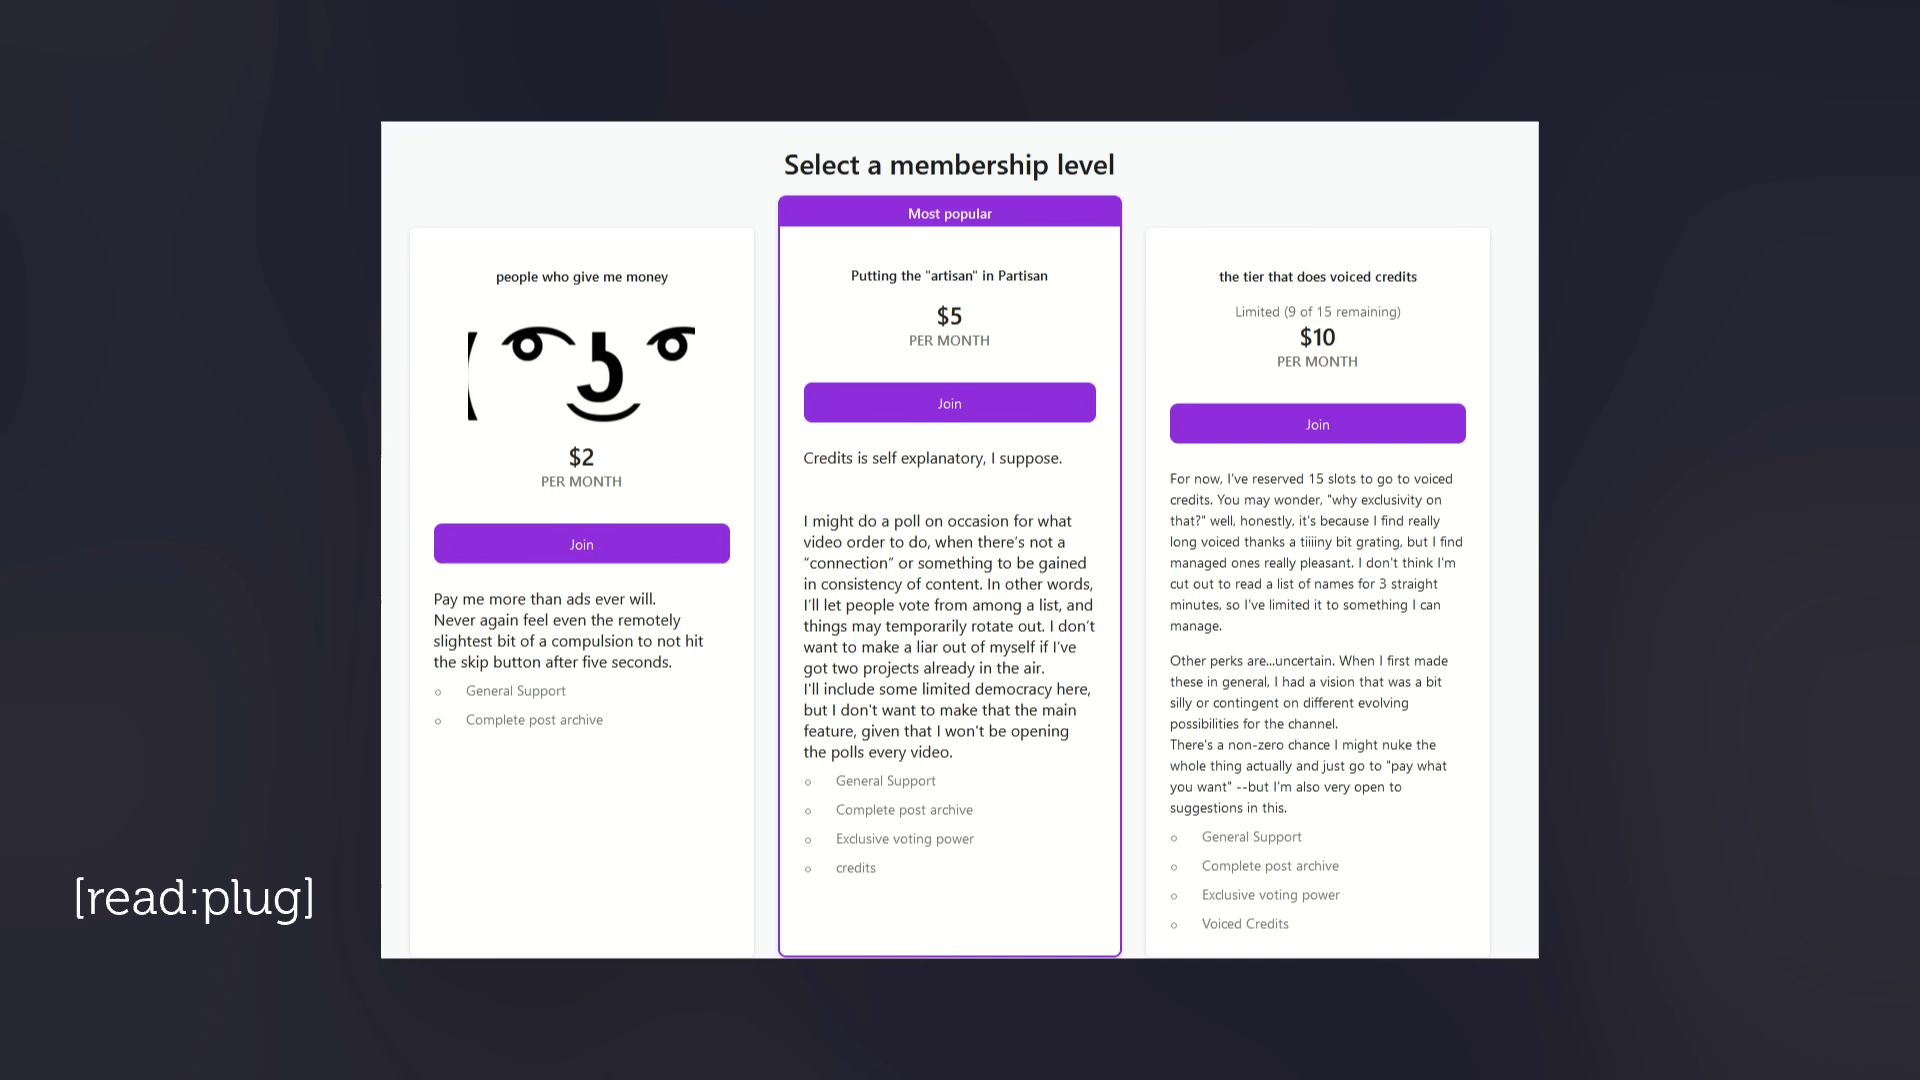 Select a membership level
people who give me money
$2
PER MONTH
Join
Pay me more than ads ever will.
Never again feel even the remotely
slightest bit of a compulsion to not hit
the skip button after five seconds.
General Support
Complete post archive
Most popular
Putting the "artisan" in Partisan
$5
PER MONTH
Join
Credits is self explanatory, I suppose.
I might do a poll on occasion for what
video order to do, when there's not a
“connection” or something to be gained
in consistency of content. In other words,
I’ll let people vote from among a list, and
things may temporarily rotate out. I don’t
want to make a liar out of myself if I’ve
got two projects already in the air.
I'll include some limited democracy here,
but I don't want to make that the main
feature, given that I won't be opening
the polls every video.
General Support
Complete post archive
Exclusive voting power
credits
the tier that does voiced credits
Limited (9 of 15 remaining)
$10
PER MONTH
Join
For now, I've reserved 15 slots to go to voiced
credits. You may wonder, "why exclusivity on
that?" well, honestly, it's because I find really
long voiced thanks a tiiiiny bit grating, but I find
managed ones really pleasant. I don't think I'm
cut out to read a list of names for 3 straight
minutes, so I've limited it to something I can
manage.
Other perks are...uncertain. When I first made
these in general, I had a vision that was a bit
silly or contingent on different evolving
possibilities for the channel.
There's a non-zero chance I might nuke the
whole thing actually and just go to "pay what
you want" --but I'm also very open to
suggestions in this.
General Support
Complete post archive
Exclusive voting power
Voiced Credits
[read:plug]